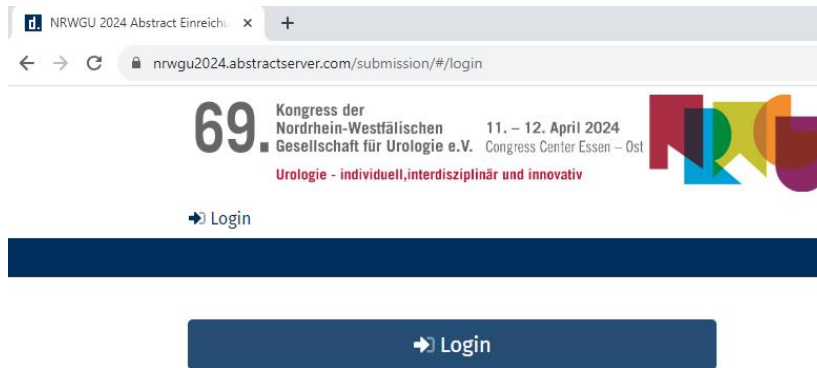 d. NRWGU 2024 Abstract Einreich
nrwgu2024.abstractserver.com/submission/#/login
69.
Kongress der
Nordrhein-Westfälischen 11. – 12. April 2024
Gesellschaft für Urologie e.V. Congress Center Essen – Ost
Urologie - individuell,interdisziplinär und innovativ
Login
Login